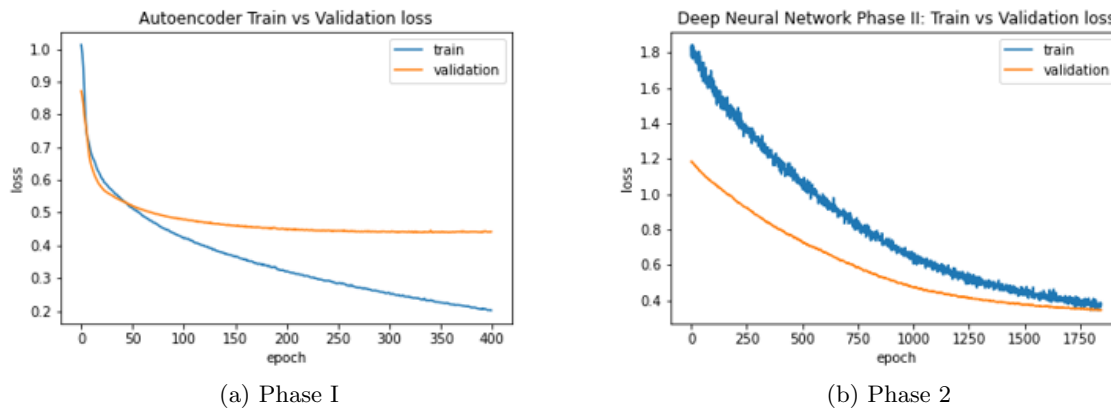 Autoencoder Train vs Validation loss
train
validation
1.0
0.9
0.8
0.7
0.6
0.5
0.4
0.3
0.2
loss
0 50 100 150 200 250 300 350 400
epoch
(a) Phase I
Deep Neural Network Phase II: Train vs Validation loss
train
validation
1.8
1.6
1.4
1.2
1.0
0.8
0.6
0.4
loss
0 250 500 750 1000 1250 1500 1750
epoch
(b) Phase 2